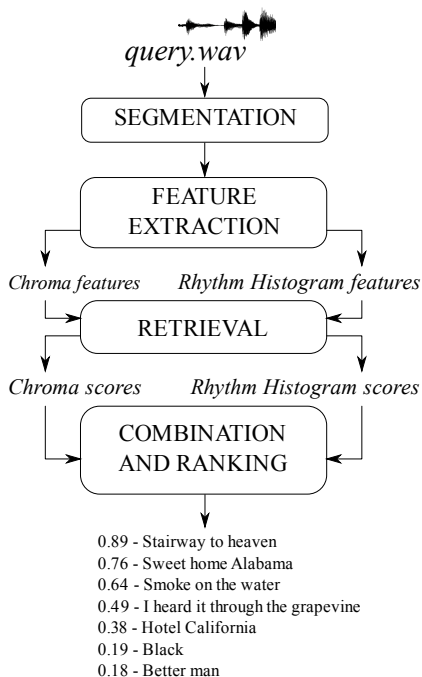 query.wav
SEGMENTATION
FEATURE
EXTRACTION
Chroma features
Rhythm Histogram features
RETRIEVAL
Chroma scores
Rhythm Histogram scores
COMBINATION
AND RANKING
0.89 - Stairway to heaven
0.76 - Sweet home Alabama
0.64 - Smoke on the water
0.49 - I heard it through the grapevine
0.38 - Hotel California
0.19 - Black
0.18 - Better man